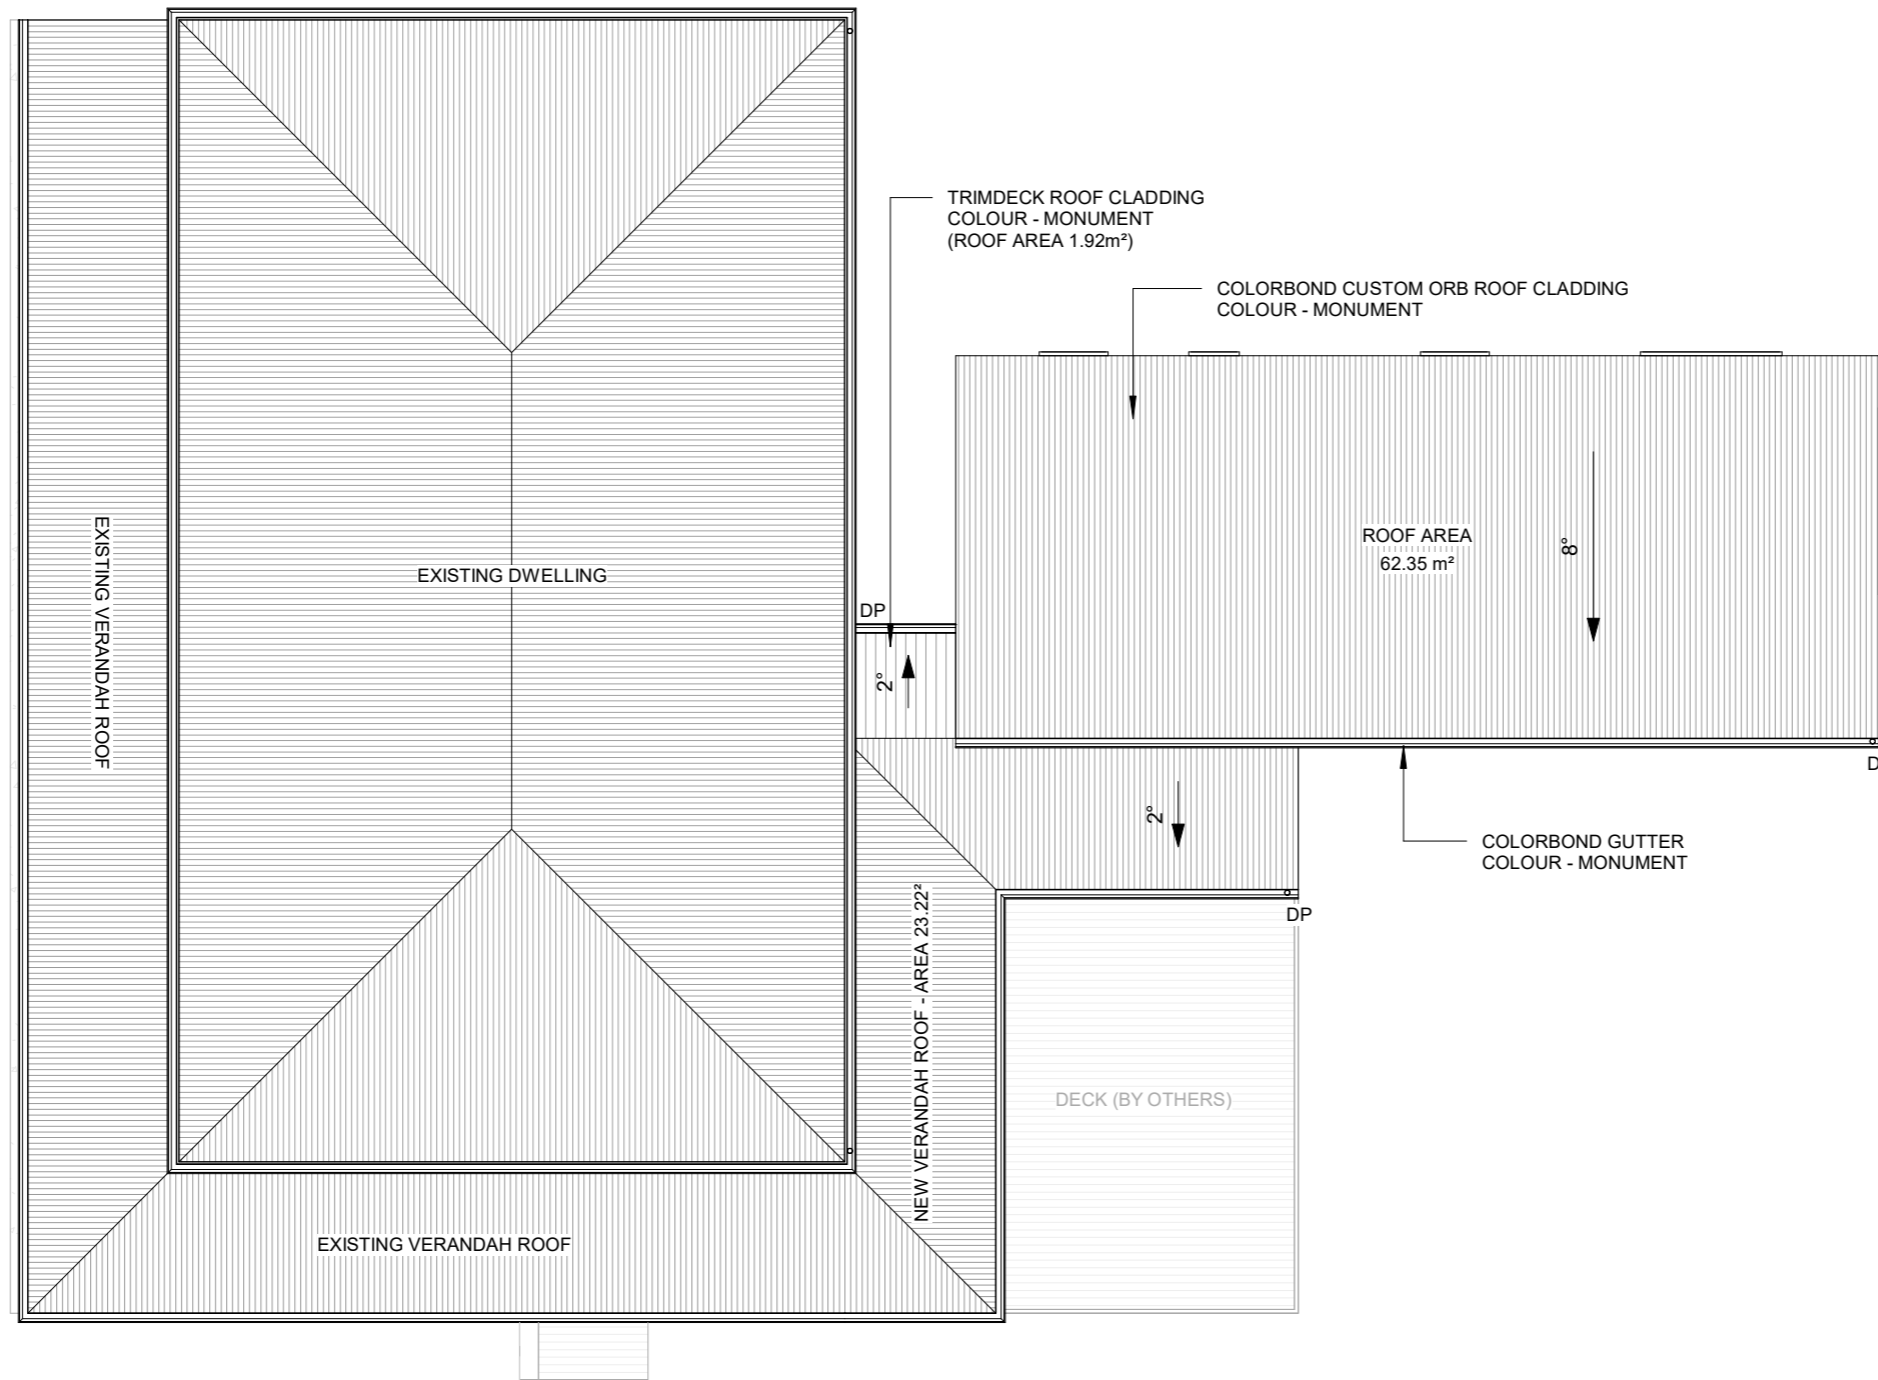 TRIMDECK ROOF CLADDING
COLOUR - MONUMENT
(ROOF AREA 1.92m²)
COLORBOND CUSTOM ORB ROOF CLADDING
COLOUR - MONUMENT
EXISTING VERANDAH ROOF
EXISTING DWELLING
ROOF AREA
62.35 m²
8°
DP
2°
D
2°
COLORBOND GUTTER
COLOUR - MONUMENT
NEW VERANDAH ROOF - AREA 23.22²
DP
DECK (BY OTHERS)
EXISTING VERANDAH ROOF